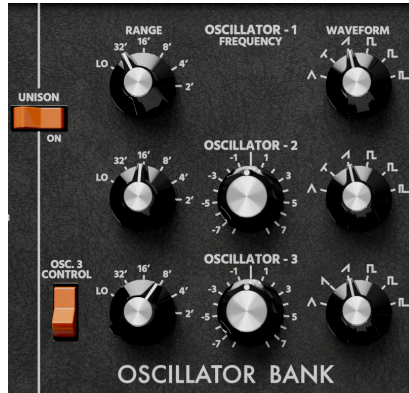 RANGE
OSCILLATOR - 1
FREQUENCY
WAVEFORM
LO 32' 16' 8' 4' 2'
UNISON
ON
OSCILLATOR - 2
LO 32' 16' 8' 4' 2'
-7 -5 -3 -1 1 3 5 7
OSC. 3
CONTROL
OSCILLATOR - 3
LO 32' 16' 8' 4' 2'
-7 -5 -3 -1 1 3 5 7
OSCILLATOR BANK